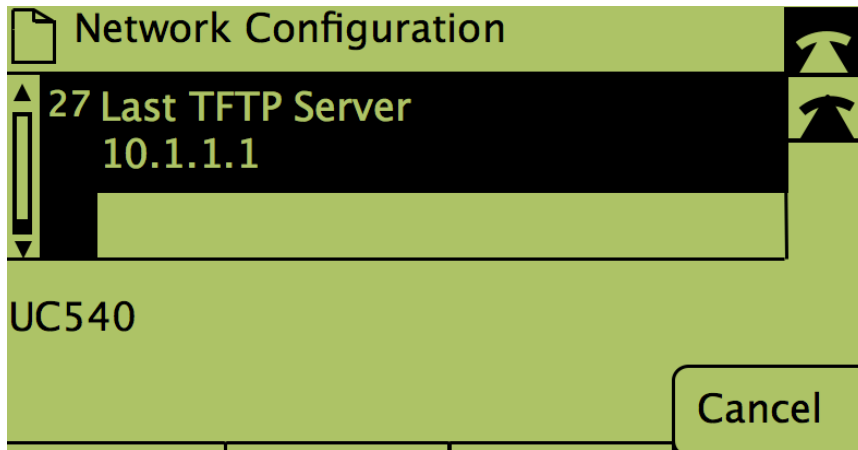 Network Configuration
27 Last TFTP Server
10.1.1.1
UC540
Cancel